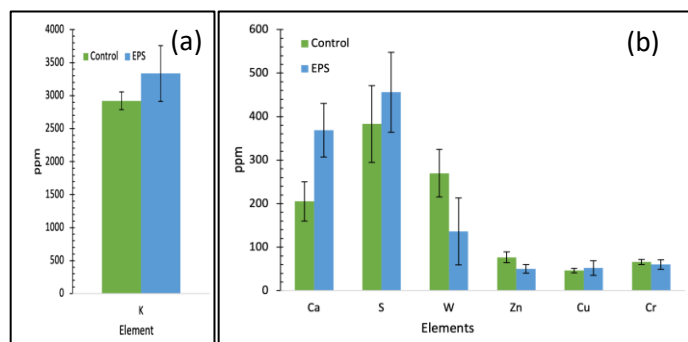 (a)
Control EPS
4000
3500
3000
2500
2000
1500
1000
500
0
ppm
K
Element
(b)
Control
EPS
600
500
400
300
200
100
0
ppm
Ca S W Zn Cu Cr
Elements